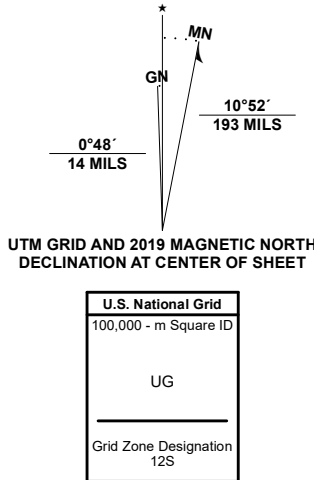 ★
MN
GN
0°48´
14 MILS
10°52´
193 MILS
UTM GRID AND 2019 MAGNETIC NORTH
DECLINATION AT CENTER OF SHEET
U.S. National Grid
100,000 - m Square ID
UG
Grid Zone Designation
12S